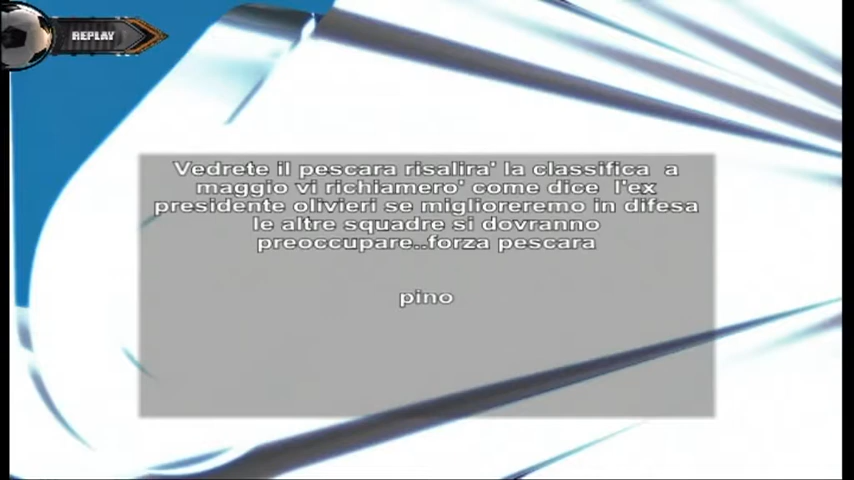 REPLAY
Vedrete il pescara risalira' la classifica a
maggio vi richiamero' come dice l'ex
presidente olivieri se miglioreremo in difesa
le altre squadre si dovranno
preoccupare..forza pescara
pino